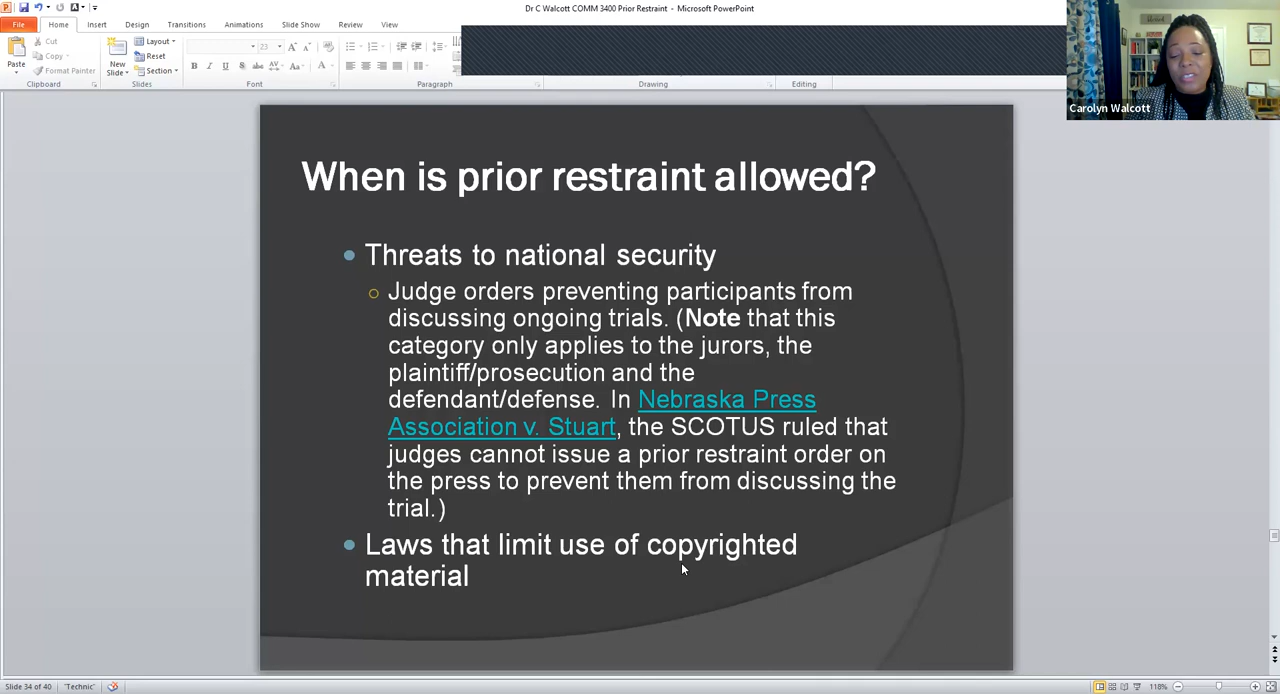 Dr C Walcott COMM 3400 Prior Restraint - Microsoft PowerPoint
File Home Insert Design Transitions Animations Slide Show Review View
Paste
Cut
Copy
Format Painter
Clipboard
New
Slide
Layout
Reset
Section
Slides
23
Font
Paragraph
Drawing
Editing
Carolyn Walcott
When is prior restraint allowed?
Threats to national security
Judge orders preventing participants from
discussing ongoing trials. (Note that this
category only applies to the jurors, the
plaintiff/prosecution and the
defendant/defense. In Nebraska Press
Association v. Stuart, the SCOTUS ruled that
judges cannot issue a prior restraint order on
the press to prevent them from discussing the
trial.)
Laws that limit use of copyrighted
material
Slide 34 of 40 "Technic" 118%